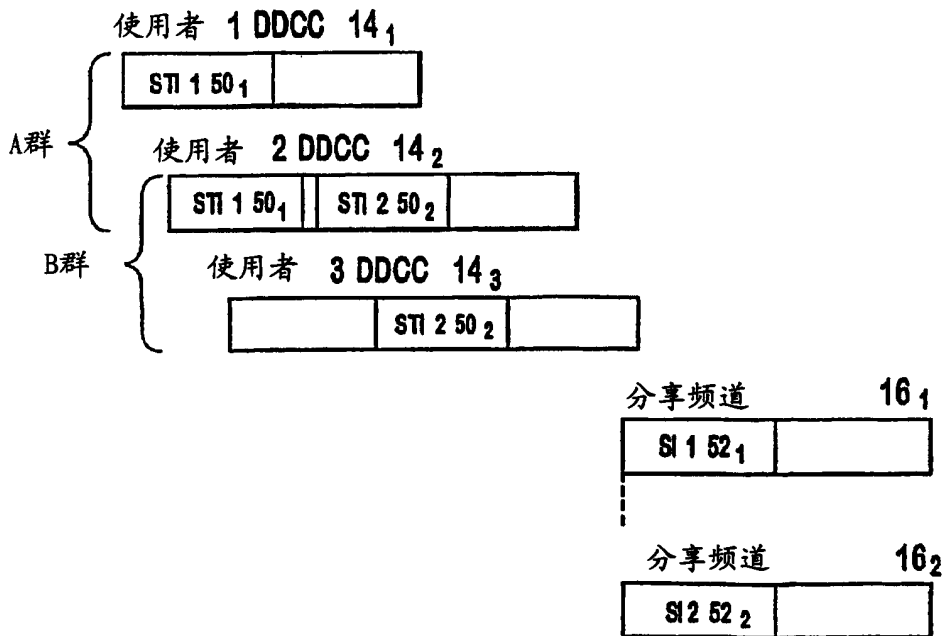 使用者 1 DDCC 14₁
STI 1 50₁
A群
使用者 2 DDCC 14₂
STI 1 50₁ STI 2 50₂
B群
使用者 3 DDCC 14₃
STI 2 50₂
分享频道 16₁
SI 1 52₁
分享频道 16₂
SI 2 52₂